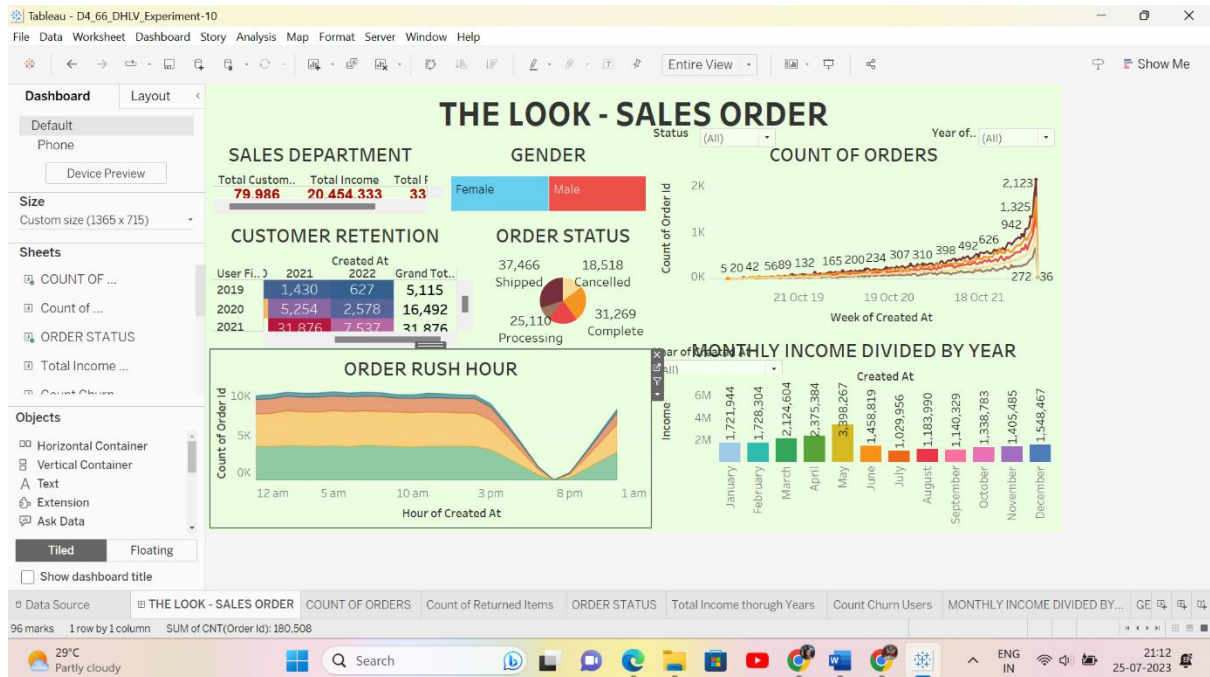 Tableau - D4_66_DHLV_Experiment-10
File Data Worksheet Dashboard Story Analysis Map Format Server Window Help
Entire View
Show Me
Dashboard Layout
Default
Phone
Device Preview
Size
Custom size (1365 x 715)
Sheets
COUNT OF ...
Count of ...
ORDER STATUS
Total Income ...
Count Churn
Objects
Horizontal Container
Vertical Container
A Text
Extension
Ask Data
Tiled Floating
Show dashboard title
THE LOOK - SALES ORDER
Status (All) Year of.. (All)
SALES DEPARTMENT
Total Custom.. Total Income Total
79,986 20,454,333 33
GENDER
Female Male
COUNT OF ORDERS
Count of Order Id
2K
1K
0K
2,123
1,325
942
5 20 42 56 89 132 165 200 234 307 310 398 492 626
272 36
21 Oct 19 19 Oct 20 18 Oct 21
Week of Created At
CUSTOMER RETENTION
Created At
User Fi.. 2021 2022 Grand Tot..
2019 1,430 627 5,115
2020 5,254 2,578 16,492
2021 31,876 7,537 31,876
ORDER STATUS
37,466 18,518
Shipped Cancelled
25,110 31,269
Processing Complete
ORDER RUSH HOUR
Count of Order Id
10K
5K
0K
12 am 5 am 10 am 3 pm 8 pm 1 am
Hour of Created At
MONTHLY INCOME DIVIDED BY YEAR
ar of Created At
All)
Created At
Income
6M
4M
2M
1,721,944 1,728,304 2,124,604 2,375,384 3,398,267 1,458,819 1,029,956 1,183,990 1,140,329 1,338,783 1,405,485 1,548,467
January February March April May June July August September October November December
Data Source THE LOOK - SALES ORDER COUNT OF ORDERS Count of Returned Items ORDER STATUS Total Income thorugh Years Count Churn Users MONTHLY INCOME DIVIDED BY... GE
96 marks 1 row by 1 column SUM of CNT(Order Id): 180,508
29°C
Partly cloudy
Search
ENG
IN
21:12
25-07-2023